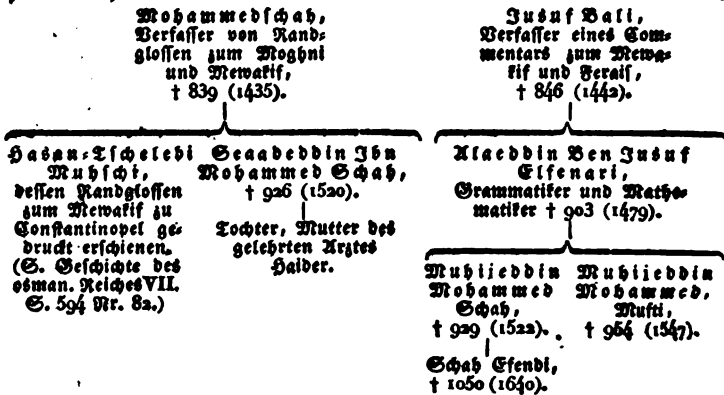 Mohammedschah,
Verfasser von Rand-
glossen zum Moghni
und Mewakif,
† 839 (1435).
Jusuf Bali,
Verfasser eines Com-
mentars zum Mewa-
kif und Ferais,
† 846 (1442).
Hasan-Tschelebi
Muhschi,
dessen Randglossen
zum Mewakif zu
Constantinopel ge-
druckt erschienen.
(S. Geschichte des
osman. Reiches VII.
S. 594 Nr. 82.)
Seaadeddin Ibn
Mohammed Schah,
† 926 (1520).
Tochter, Mutter des
gelehrten Arztes
Haider.
Alaeddin Ben Jusuf
Elfenari,
Grammatiker und Mathe-
matiker † 903 (1479).
Muhijeddin
Mohammed
Schah,
† 929 (1522).
Schah Efendi,
† 1050 (1640).
Muhijeddin
Mohammed,
Mufti,
† 954 (1547).